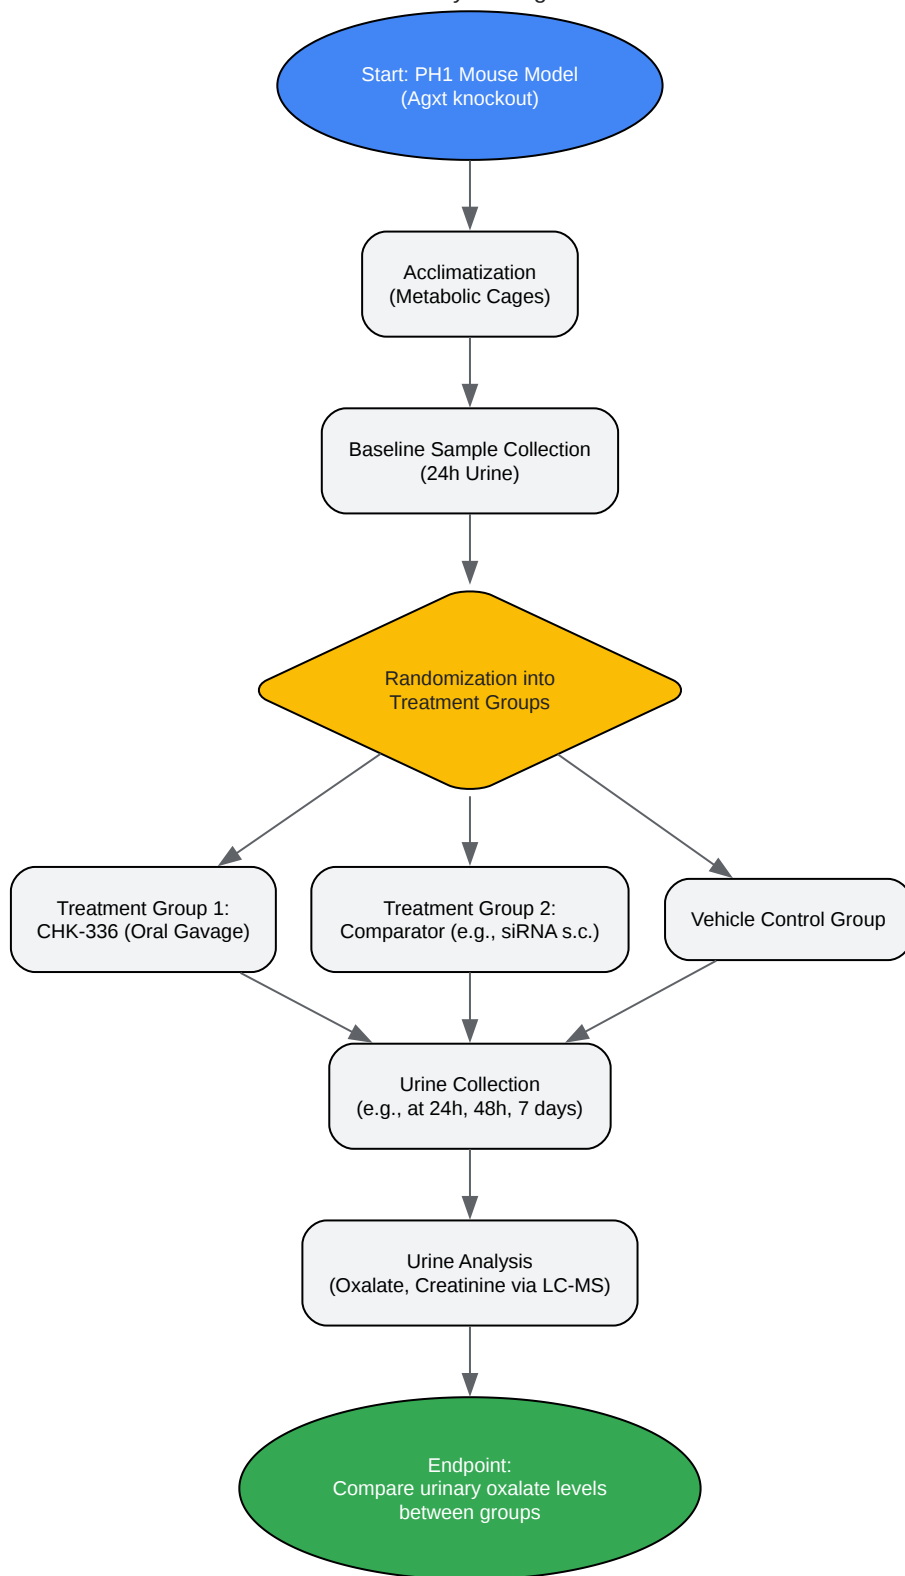 Start: PH1 Mouse Model
(Agxt knockout)
Acclimatization
(Metabolic Cages)
Baseline Sample Collection
(24h Urine)
Randomization into
Treatment Groups
Treatment Group 1:
CHK-336 (Oral Gavage)
Treatment Group 2:
Comparator (e.g., siRNA s.c.)
Vehicle Control Group
Urine Collection
(e.g., at 24h, 48h, 7 days)
Urine Analysis
(Oxalate, Creatinine via LC-MS)
Endpoint:
Compare urinary oxalate levels
between groups